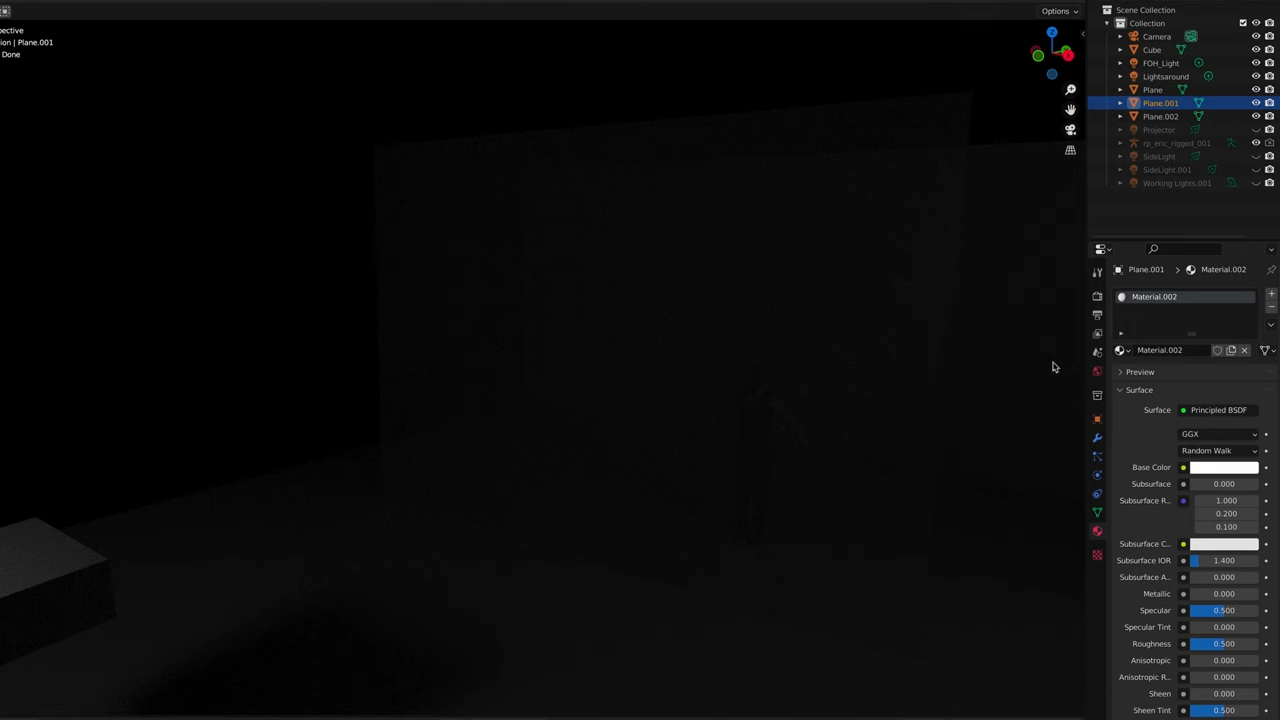 Options
pective
ion | Plane.001
Done
Scene Collection
Collection
Camera
Cube
FOH_Light
Lightsaround
Plane
Plane.001
Plane.002
Projector
rp_eric_rigged_001
SideLight
SideLight.001
Working Lights.001
Z
X
Plane.001 > Material.002
Material.002
Material.002
Preview
Surface
Surface Principled BSDF
GGX
Random Walk
Base Color
Subsurface 0.000
Subsurface R... 1.000
0.200
0.100
Subsurface C...
Subsurface IOR 1.400
Subsurface A... 0.000
Metallic 0.000
Specular 0.500
Specular Tint 0.000
Roughness 0.500
Anisotropic 0.000
Anisotropic R... 0.000
Sheen 0.000
Sheen Tint 0.500